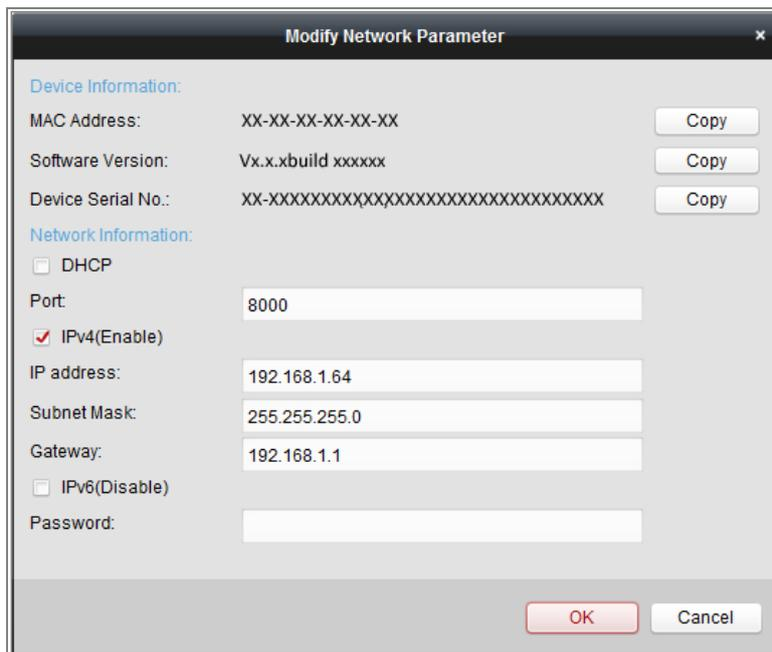 Modify Network Parameter ×
Device Information:
MAC Address: XX-XX-XX-XX-XX-XX Copy
Software Version: Vx.x.xbuild xxxxxx Copy
Device Serial No.: XX-XXXXXXXXXXXXXXXXXXXXXXXXXXXXXXX Copy
Network Information:
DHCP
Port: 8000
IPv4(Enable)
IP address: 192.168.1.64
Subnet Mask: 255.255.255.0
Gateway: 192.168.1.1
IPv6(Disable)
Password:
OK Cancel